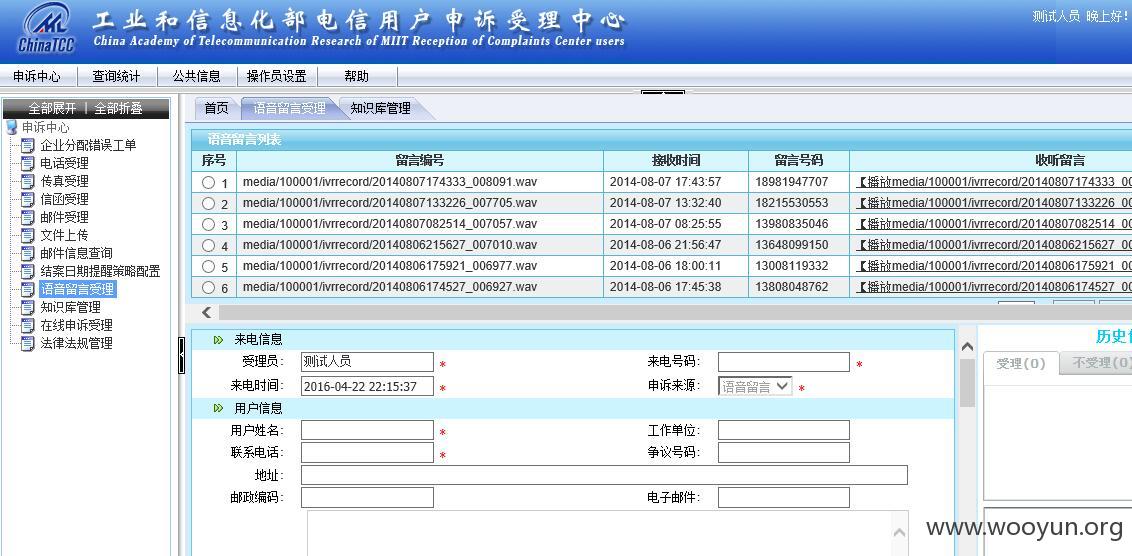 工业和信息化部电信用户申诉受理中心
测试人员 晚上好!
ChinaTCC
China Academy of Telecommunication Research of MIIT Reception of Complaints Center users
申诉中心 查询统计 公共信息 操作员设置 帮助
全部展开 | 全部折叠
申诉中心
企业分配错误工单
电话受理
传真受理
信函受理
邮件受理
文件上传
邮件信息查询
结案日期提醒策略配置
语音留言受理
知识库管理
在线申诉受理
法律法规管理
首页 语音留言受理 知识库管理
语音留言列表
序号 留言编号 接收时间 留言号码 收听留言
1 media/100001/ivrrecord/20140807174333_008091.wav 2014-08-07 17:43:57 18981947707 【播放media/100001/ivrrecord/20140807174333_00
2 media/100001/ivrrecord/20140807133226_007705.wav 2014-08-07 13:32:40 18215530553 【播放media/100001/ivrrecord/20140807133226_00
3 media/100001/ivrrecord/20140807082514_007057.wav 2014-08-07 08:25:55 13980835046 【播放media/100001/ivrrecord/20140807082514_00
4 media/100001/ivrrecord/20140806215627_007010.wav 2014-08-06 21:56:47 13648099150 【播放media/100001/ivrrecord/20140806215627_00
5 media/100001/ivrrecord/20140806175921_006977.wav 2014-08-06 18:00:11 13008119332 【播放media/100001/ivrrecord/20140806175921_00
6 media/100001/ivrrecord/20140806174527_006927.wav 2014-08-06 17:45:38 13808048762 【播放media/100001/ivrrecord/20140806174527_00
来电信息
受理员: 测试人员 * 来电号码: *
来电时间: 2016-04-22 22:15:37 * 申诉来源: 语音留言 *
用户信息
用户姓名: * 工作单位:
联系电话: * 争议号码:
地址:
邮政编码: 电子邮件:
历史
受理(0) 不受理(0)
www.wooyun.org